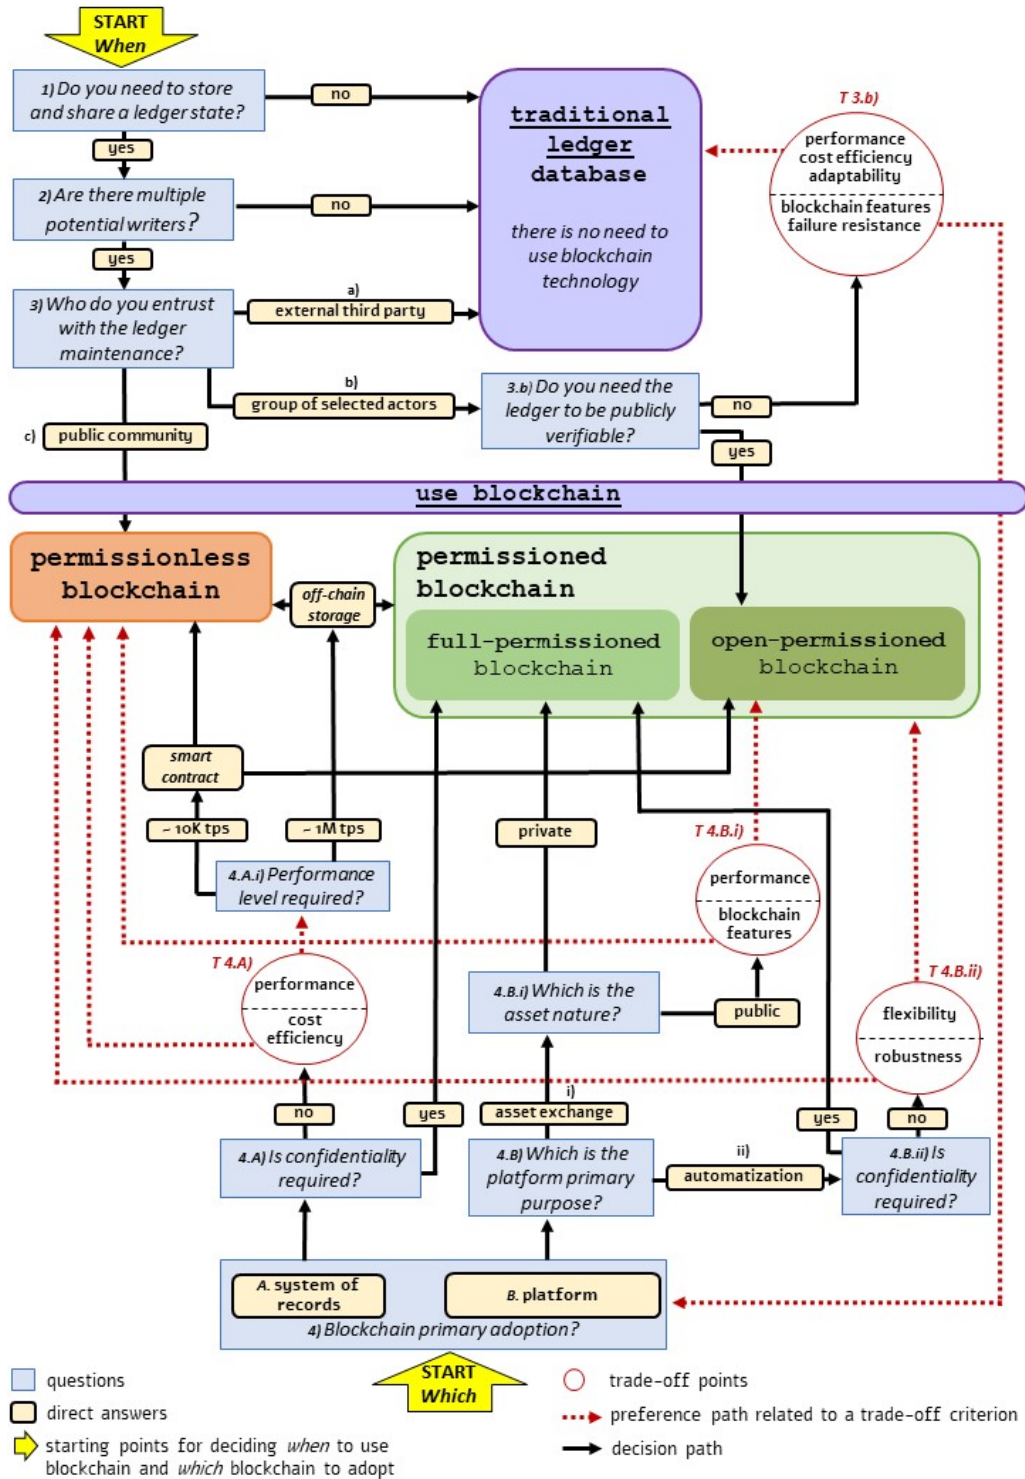 START
When
1) Do you need to store
and share a ledger state?
no
yes
2) Are there multiple
potential writers?
no
yes
3) Who do you entrust
with the ledger
maintenance?
a)
external third party
b)
group of selected actors
c)
public community
traditional
ledger
database
there is no need to
use blockchain
technology
T 3.b)
performance
cost efficiency
adaptability
blockchain features
failure resistance
3.b) Do you need the
ledger to be publicly
verifiable?
no
yes
use blockchain
permissionless
blockchain
off-chain
storage
permissioned
blockchain
full-permissioned
blockchain
open-permissioned
blockchain
smart
contract
~ 10K tps
~ 1M tps
private
4.A.i) Performance
level required?
T 4.B.i)
performance
blockchain
features
T 4.A)
performance
cost
efficiency
4.B.i) Which is the
asset nature?
public
T 4.B.ii)
flexibility
robustness
no
yes
i)
asset exchange
yes
no
4.A) Is confidentiality
required?
4.B) Which is the
platform primary
purpose?
ii)
automatization
4.B.ii) Is
confidentiality
required?
A. system of
records
B. platform
4) Blockchain primary adoption?
START
Which
questions
direct answers
starting points for deciding when to use
blockchain and which blockchain to adopt
trade-off points
preference path related to a trade-off criterion
decision path